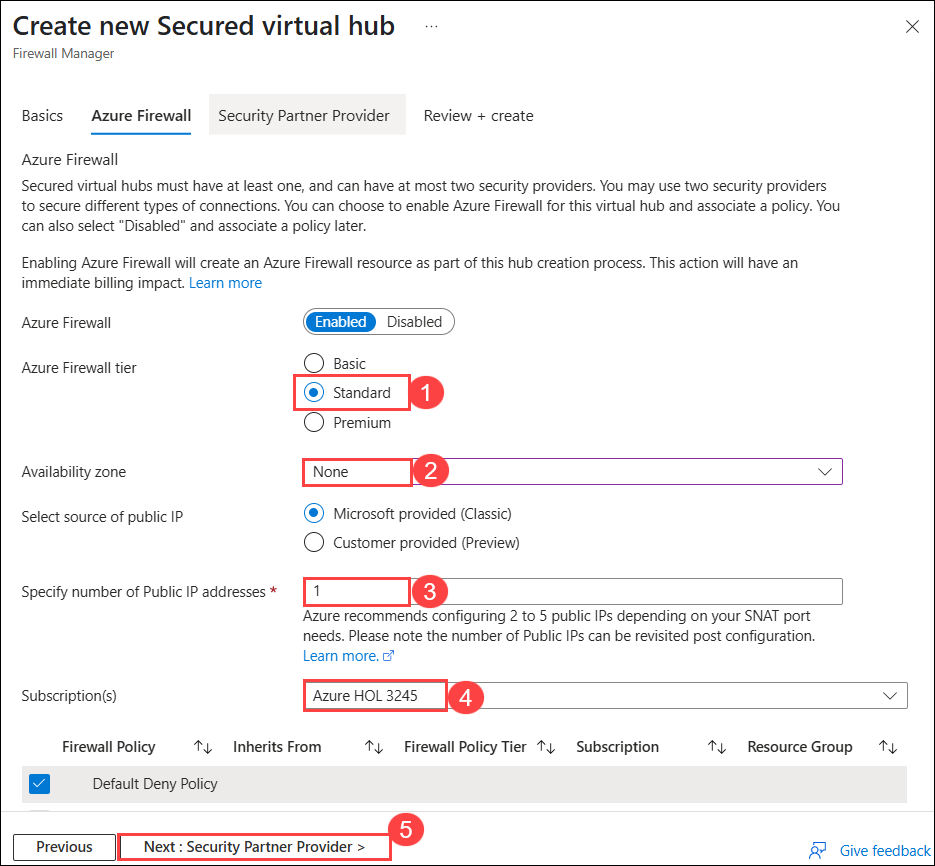 Create new Secured virtual hub ...
Firewall Manager
Basics Azure Firewall Security Partner Provider Review + create
Azure Firewall
Secured virtual hubs must have at least one, and can have at most two security providers. You may use two security providers
to secure different types of connections. You can choose to enable Azure Firewall for this virtual hub and associate a policy. You
can also select "Disabled" and associate a policy later.
Enabling Azure Firewall will create an Azure Firewall resource as part of this hub creation process. This action will have an
immediate billing impact. Learn more
Azure Firewall Enabled Disabled
Azure Firewall tier Basic
Standard 1
Premium
Availability zone None 2
Select source of public IP Microsoft provided (Classic)
Customer provided (Preview)
Specify number of Public IP addresses * 1 3
Azure recommends configuring 2 to 5 public IPs depending on your SNAT port
needs. Please note the number of Public IPs can be revisited post configuration.
Learn more.
Subscription(s) Azure HOL 3245 4
Firewall Policy Inherits From Firewall Policy Tier Subscription Resource Group
Default Deny Policy
5
Previous Next : Security Partner Provider > Give feedback